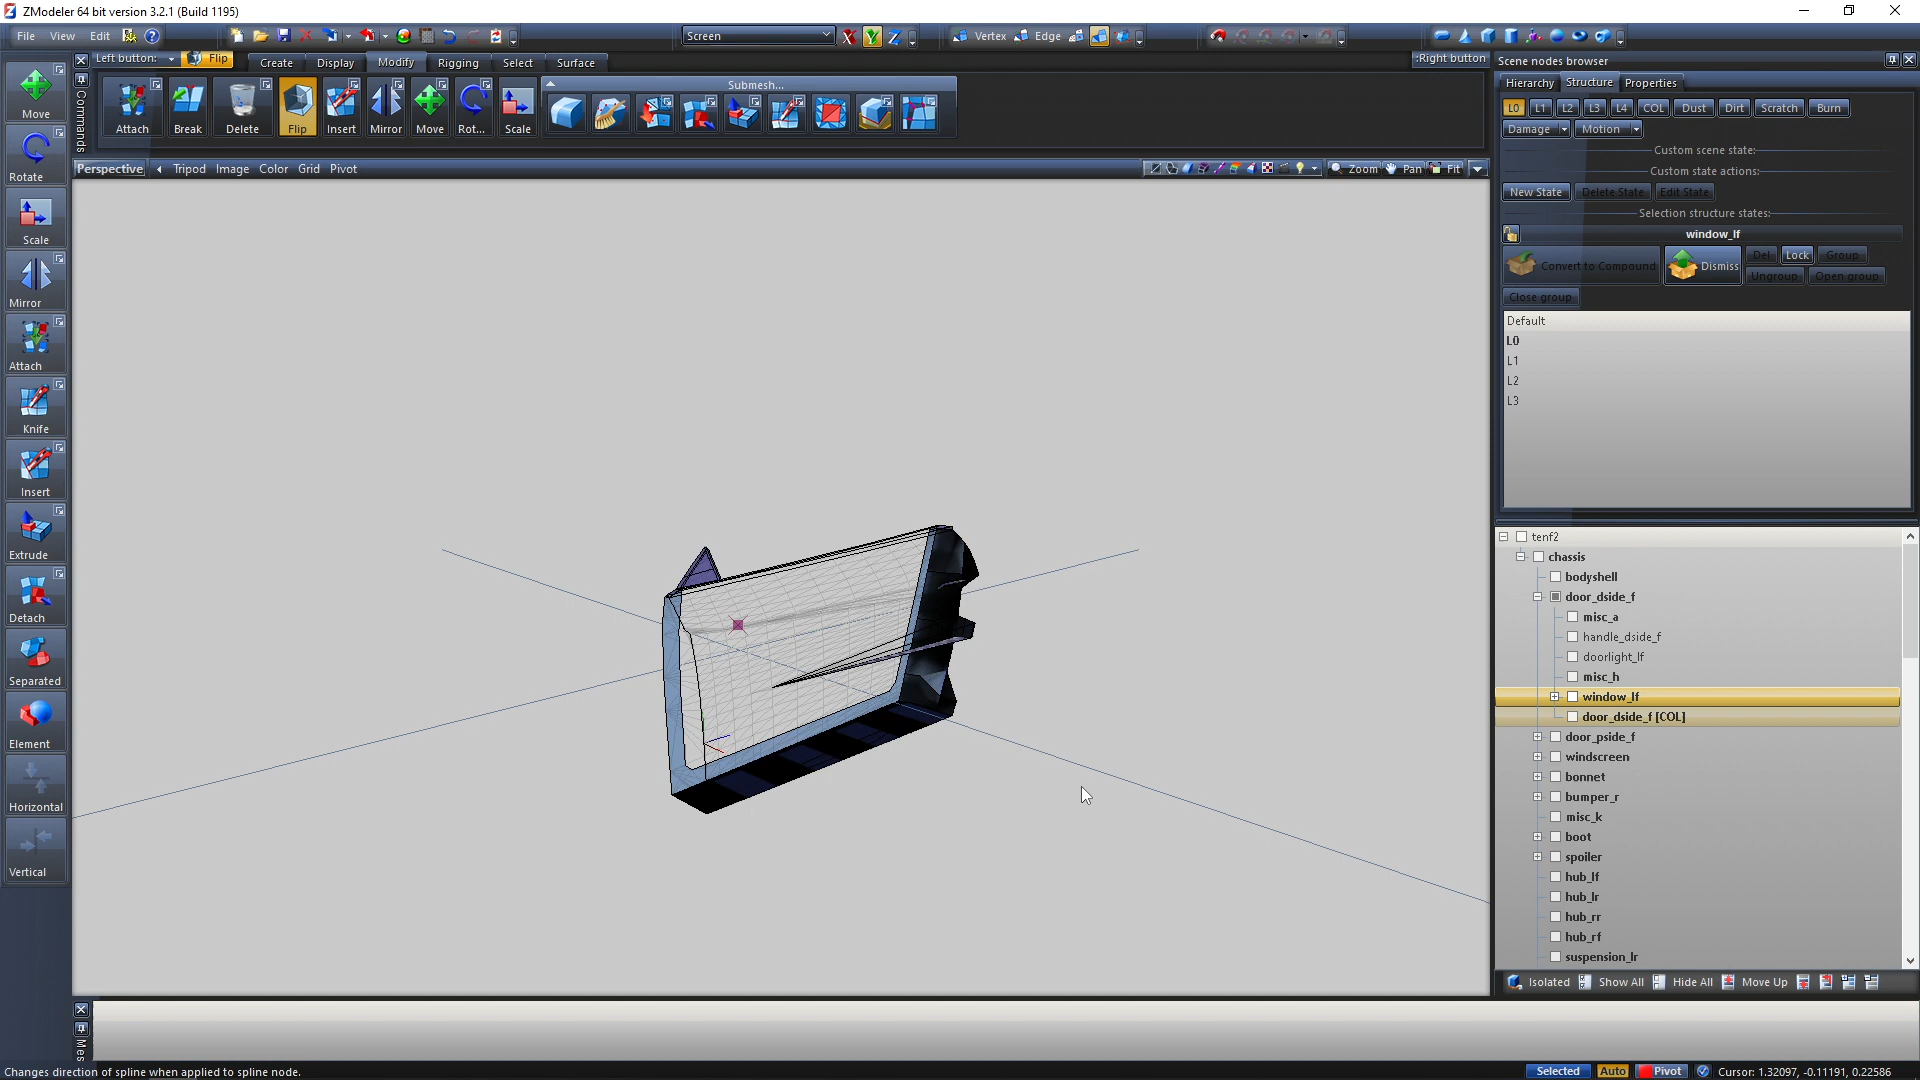 ZModeler 64 bit version 3.2.1 (Build 1195)
File View Edit
Screen
Vertex Edge
Left button: Flip
Create Display Modify Rigging Select Surface
:Right button
Scene nodes browser
Hierarchy Structure Properties
Commands
Attach Break Delete Flip Insert Mirror Move Rot... Scale
Submesh...
L0 L1 L2 L3 L4 COL Dust Dirt Scratch Burn
Damage Motion
Custom scene state:
Custom state actions:
New State Delete State Edit State
Selection structure states:
window_lf
Convert to Compound Dismiss Del Lock Group
Ungroup Open group
Close group
Default
L0
L1
L2
L3
Perspective Tripod Image Color Grid Pivot
Zoom Pan Fit
Move
Rotate
Scale
Mirror
Attach
Knife
Insert
Extrude
Detach
Separated
Element
Horizontal
Vertical
tenf2
chassis
bodyshell
door_dside_f
misc_a
handle_dside_f
doorlight_lf
misc_h
window_lf
door_dside_f [COL]
door_pside_f
windscreen
bonnet
bumper_r
misc_k
boot
spoiler
hub_lf
hub_lr
hub_rr
hub_rf
suspension_lr
Isolated Show All Hide All Move Up
Mes
Changes direction of spline when applied to spline node.
Selected Auto Pivot Cursor: 1.32097, -0.11191, 0.22586